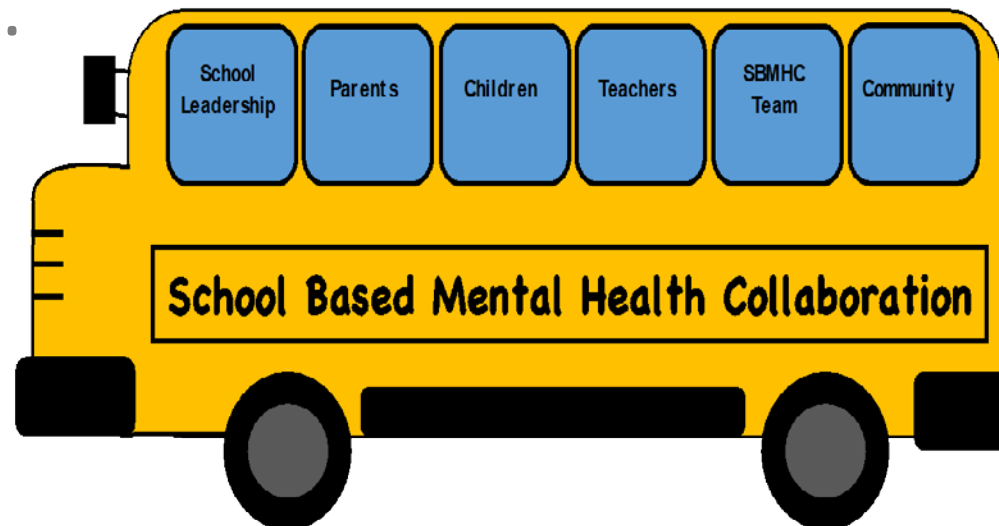 School
Leadership
Parents
Children
Teachers
SBMHC
Team
Community
School Based Mental Health Collaboration